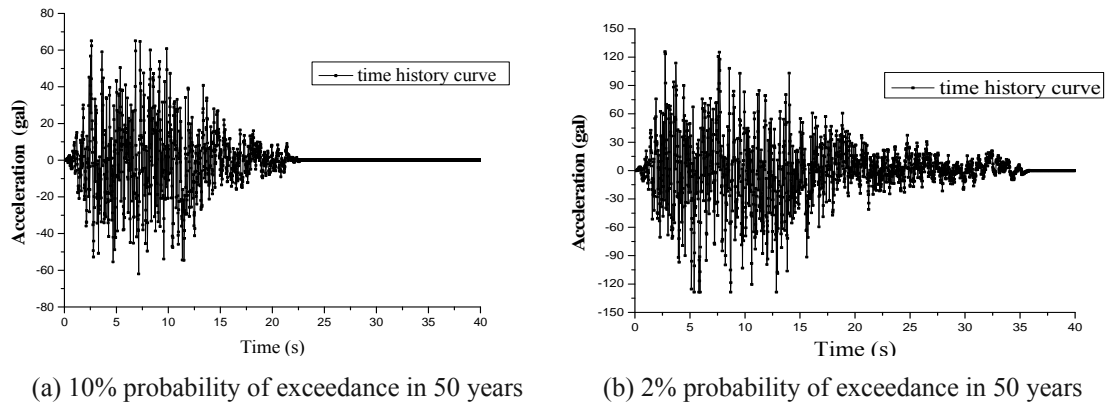 80
60
40
20
0
-20
-40
-60
-80
Acceleration (gal)
time history curve
0 5 10 15 20 25 30 35 40
Time (s)
(a) 10% probability of exceedance in 50 years
150
120
90
60
30
0
-30
-60
-90
-120
-150
Acceleration (gal)
time history curve
0 5 10 15 20 25 30 35 40
Time (s)
(b) 2% probability of exceedance in 50 years